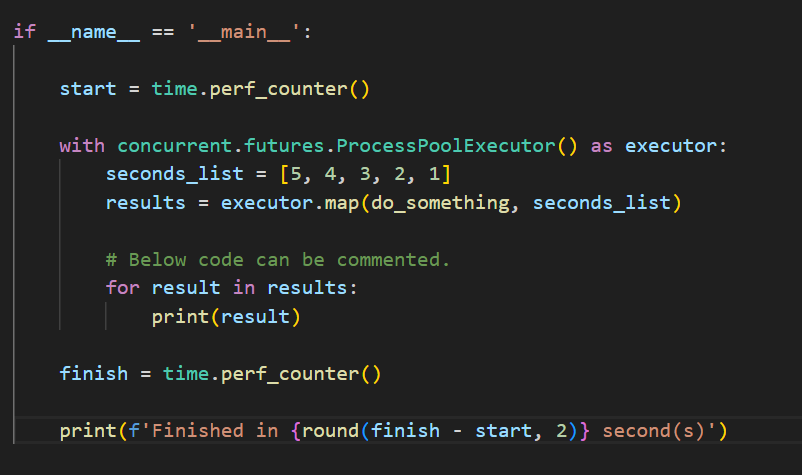 if __name__ == '__main__':
    start = time.perf_counter()
    with concurrent.futures.ProcessPoolExecutor() as executor:
        seconds_list = [5, 4, 3, 2, 1]
        results = executor.map(do_something, seconds_list)
        # Below code can be commented.
        for result in results:
            print(result)
    finish = time.perf_counter()
    print(f'Finished in {round(finish - start, 2)} second(s)')